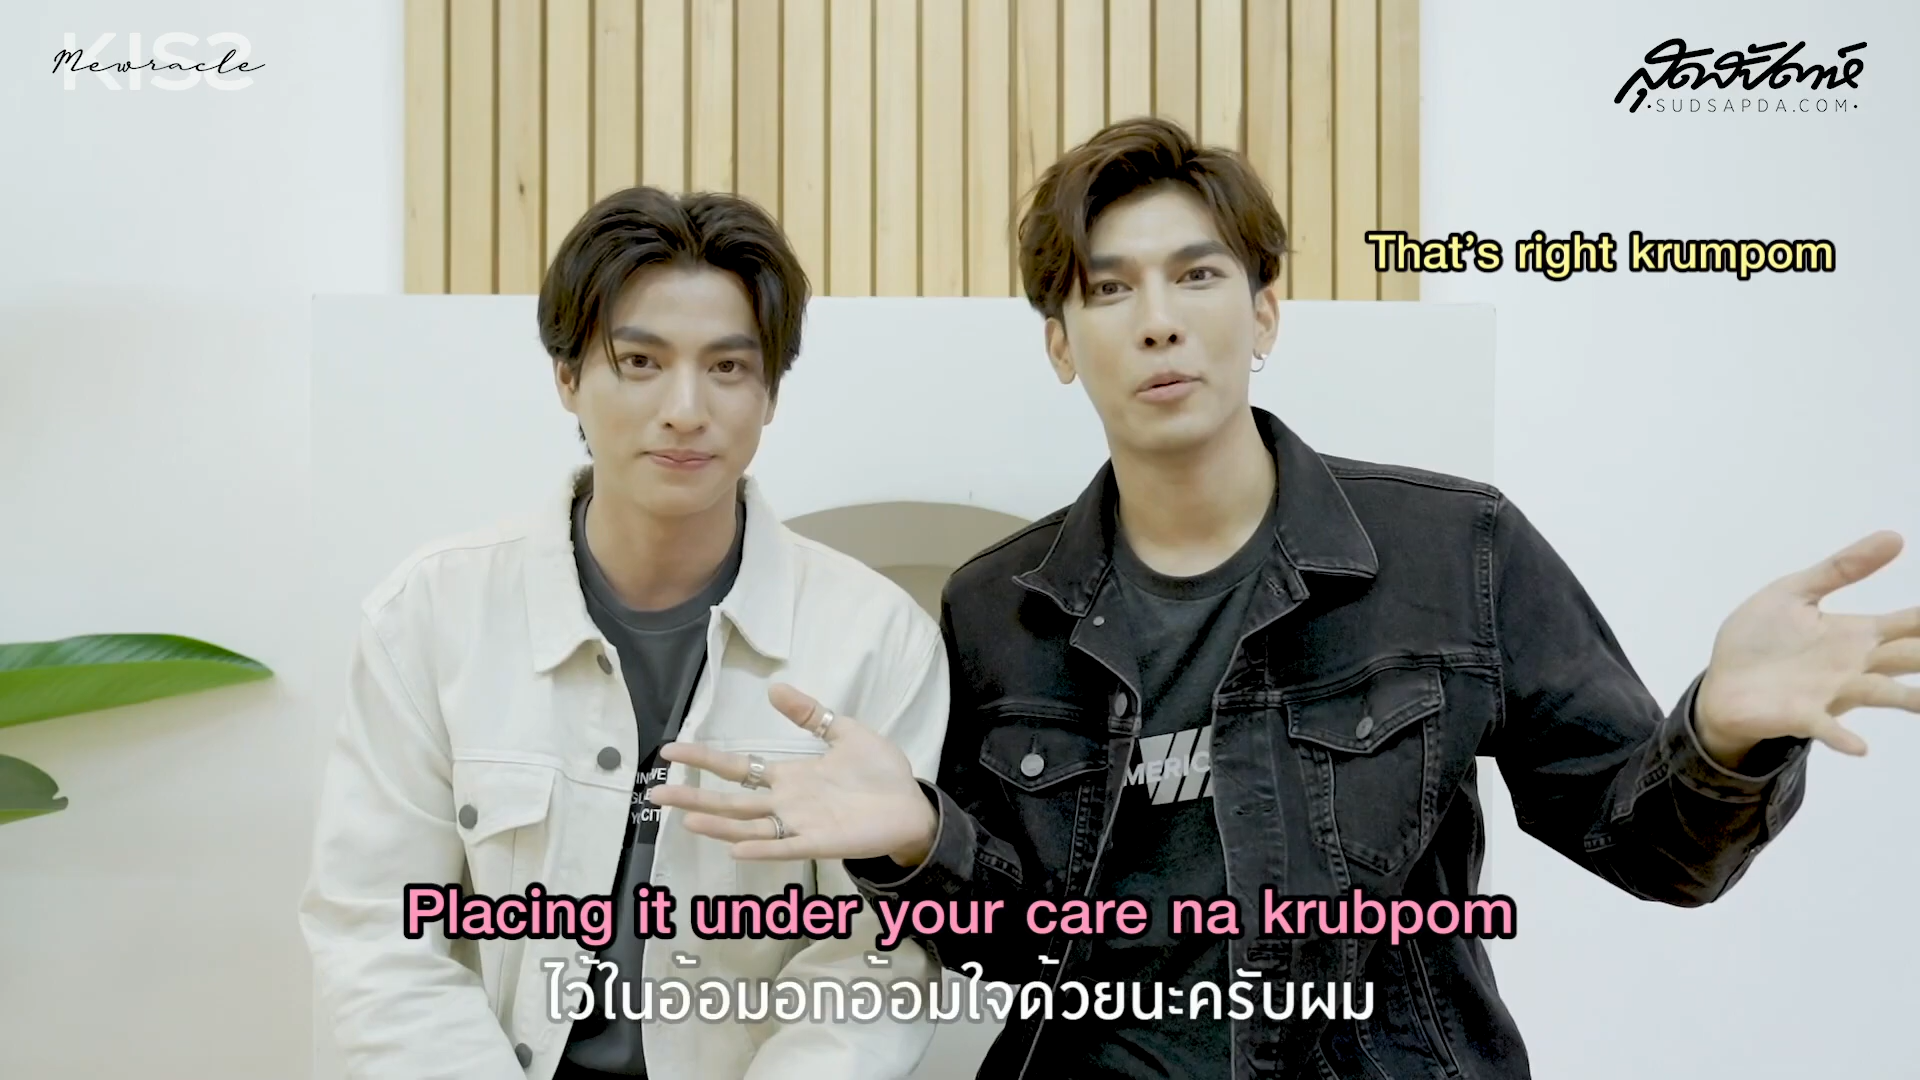 KISS
Mewracle
สุดสัปดาห์
•SUDSAPDA.COM•
That's right krumpom
MERIC
CIT
Placing it under your care na krubpom
ไว้ในอ้อมอกอ้อมใจด้วยนะครับผม